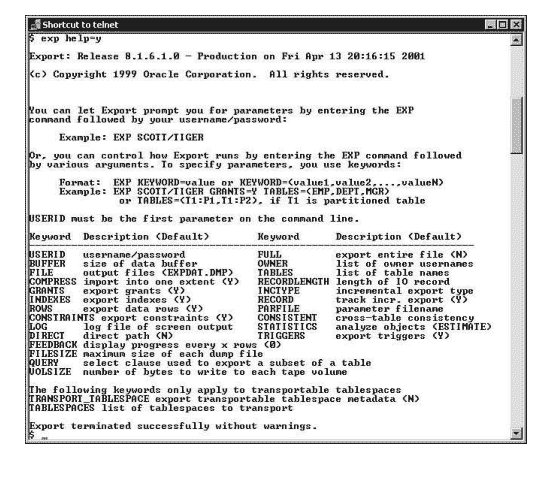 Shortcut to telnet
$ exp help=y
Export: Release 8.1.6.1.0 - Production on Fri Apr 13 20:16:15 2001
(c) Copyright 1999 Oracle Corporation.  All rights reserved.
You can let Export prompt you for parameters by entering the EXP
command followed by your username/password:
Example: EXP SCOTT/TIGER
Or, you can control how Export runs by entering the EXP command followed
by various arguments. To specify parameters, you use keywords:
Format:  EXP KEYWORD=value or KEYWORD=(value1,value2,...,valueN)
Example: EXP SCOTT/TIGER GRANTS=Y TABLES=(EMP,DEPT,MGR)
or TABLES=(T1:P1,T1:P2), if T1 is partitioned table
USERID must be the first parameter on the command line.
Keyword  Description (Default)      Keyword      Description (Default)
USERID   username/password          FULL         export entire file (N)
BUFFER   size of data buffer        OWNER        list of owner usernames
FILE     output files (EXPDAT.DMP)  TABLES       list of table names
COMPRESS import into one extent (Y) RECORDLENGTH length of IO record
GRANTS   export grants (Y)          INCTYPE      incremental export type
INDEXES  export indexes (Y)         RECORD       track incr. export (Y)
ROWS     export data rows (Y)       PARFILE      parameter filename
CONSTRAINTS export constraints (Y)  CONSISTENT   cross-table consistency
LOG      log file of screen output  STATISTICS   analyze objects (ESTIMATE)
DIRECT   direct path (N)            TRIGGERS     export triggers (Y)
FEEDBACK display progress every x rows (0)
FILESIZE maximum size of each dump file
QUERY    select clause used to export a subset of a table
VOLSIZE  number of bytes to write to each tape volume
The following keywords only apply to transportable tablespaces
TRANSPORT_TABLESPACE export transportable tablespace metadata (N)
TABLESPACES list of tablespaces to transport
Export terminated successfully without warnings.
$ _